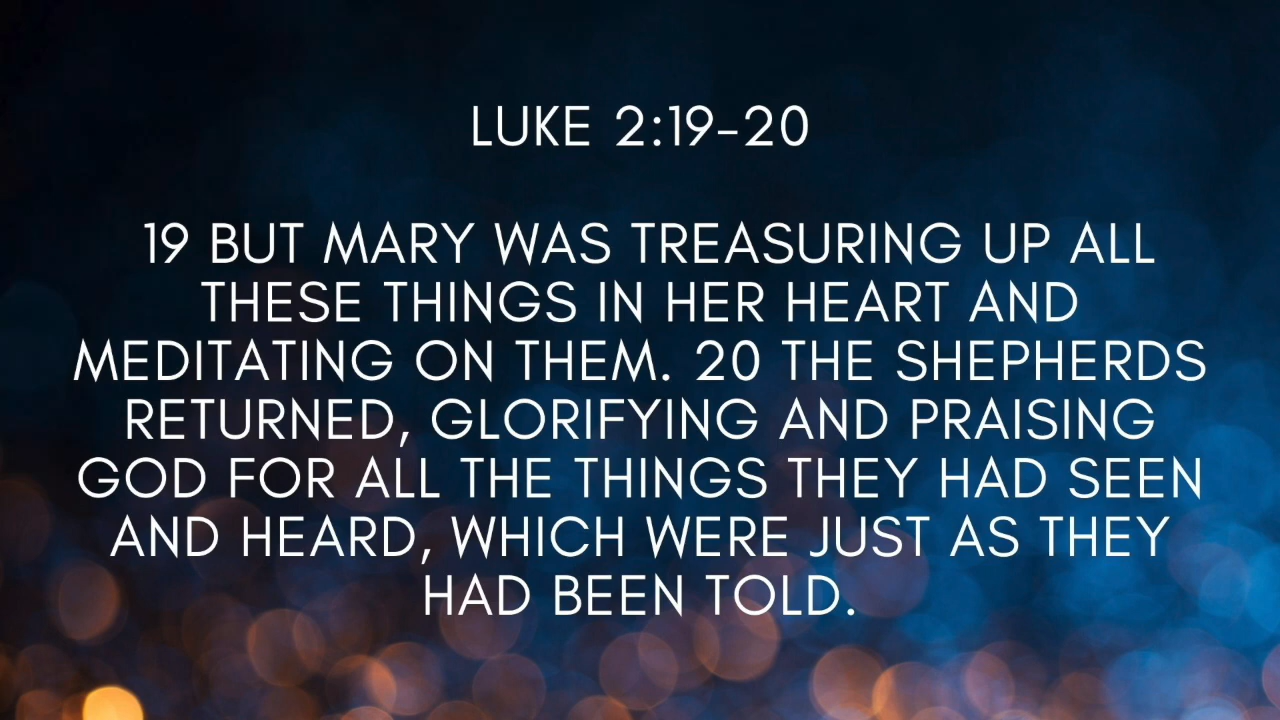 LUKE 2:19-20
19 BUT MARY WAS TREASURING UP ALL
THESE THINGS IN HER HEART AND
MEDITATING ON THEM. 20 THE SHEPHERDS
RETURNED, GLORIFYING AND PRAISING
GOD FOR ALL THE THINGS THEY HAD SEEN
AND HEARD, WHICH WERE JUST AS THEY
HAD BEEN TOLD.